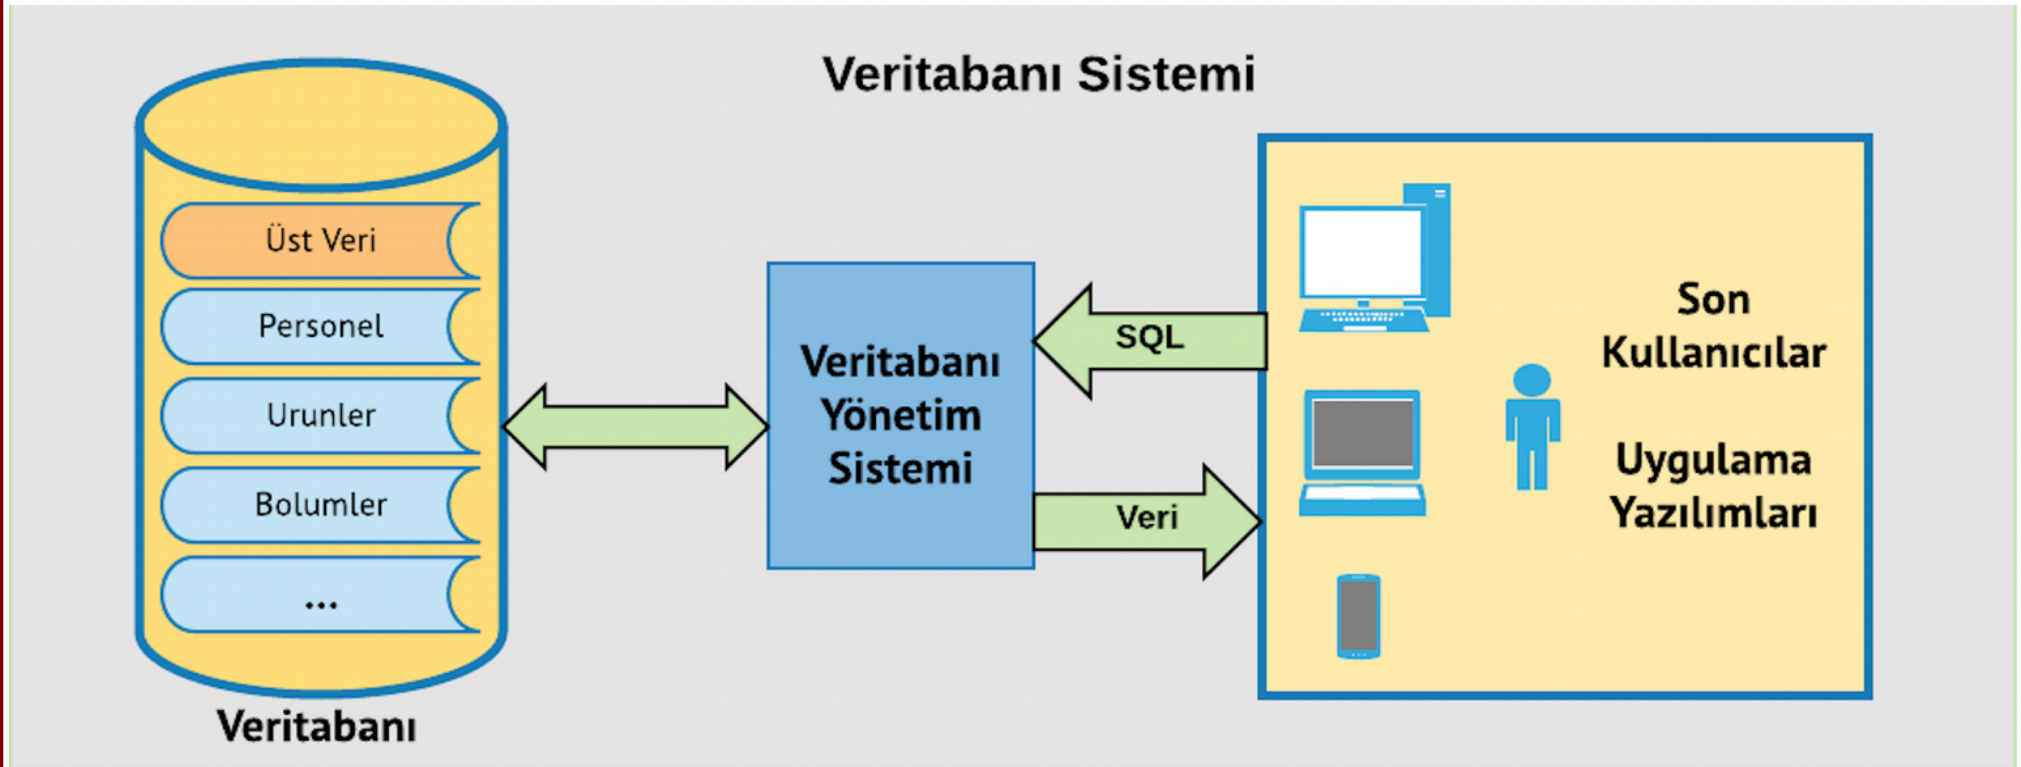 Veritabanı Sistemi
Üst Veri
Personel
Urunler
Bolumler
...
Veritabanı
Veritabanı
Yönetim
Sistemi
SQL
Veri
Son
Kullanıcılar
Uygulama
Yazılımları